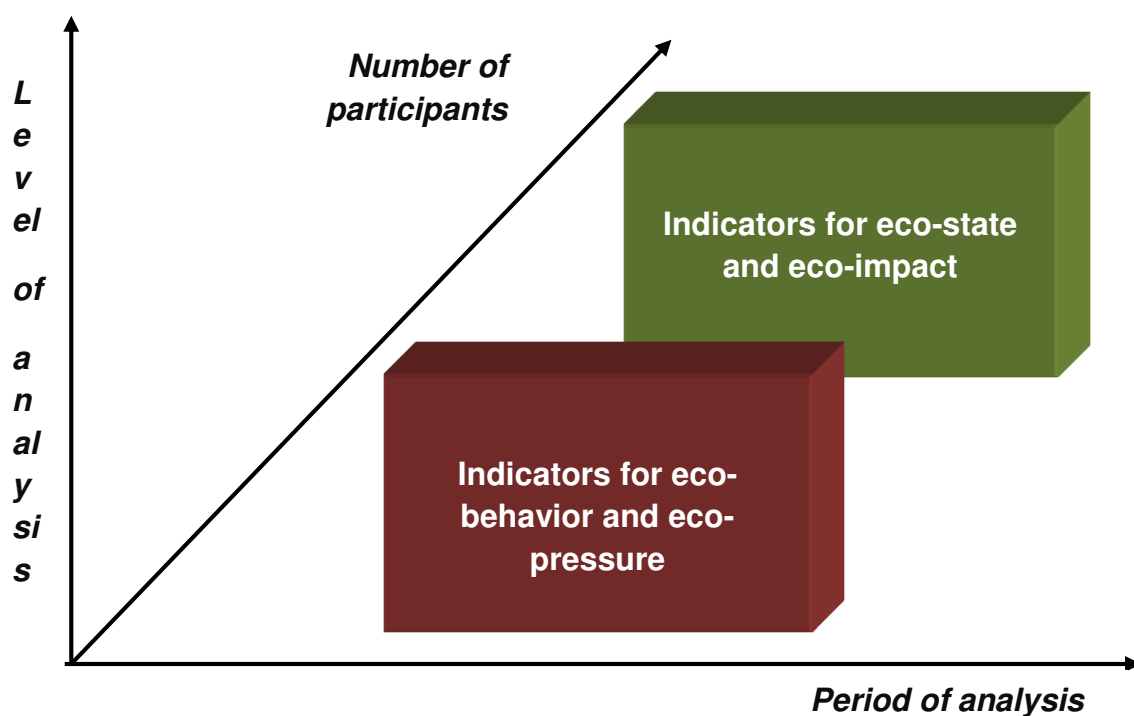 L
e
v
el
of
a
n
al
y
si
s
Number of
participants
Indicators for eco-state
and eco-impact
Indicators for eco-
behavior and eco-
pressure
Period of analysis